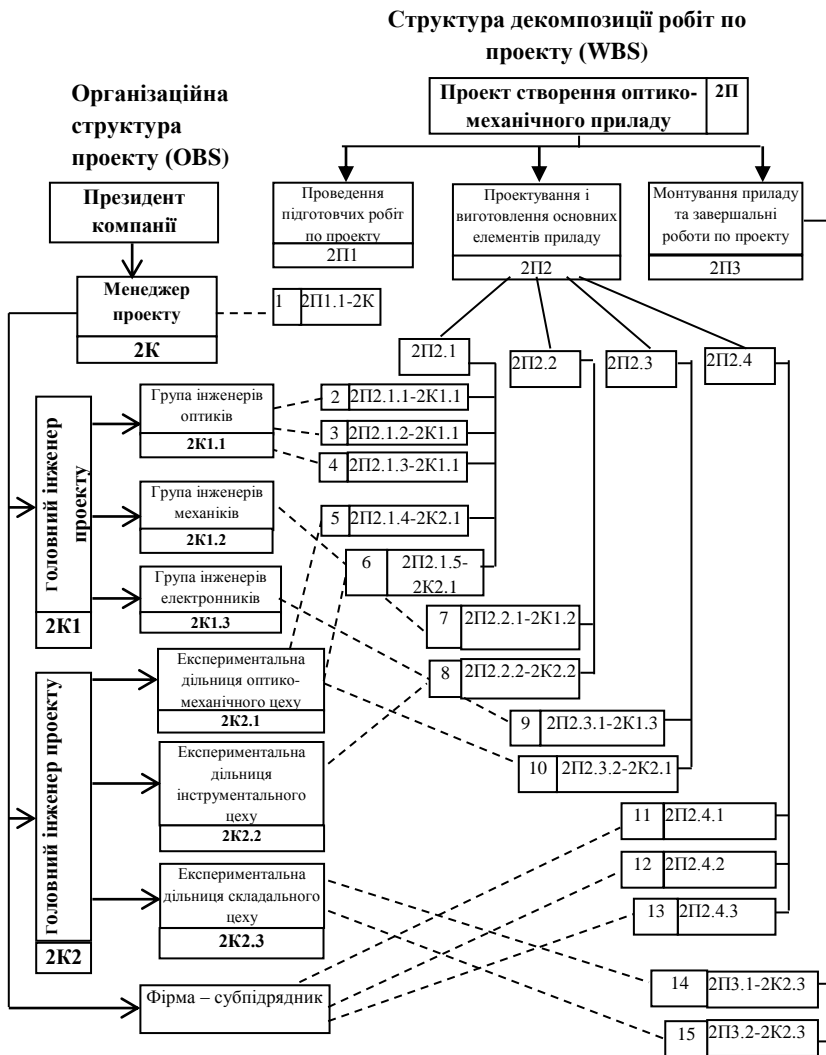 Структура декомпозиції робіт по
проекту (WBS)
Організаційна
структура
проекту (OBS)
Проект створення оптико-
механічного приладу
2П
Президент
компанії
Проведення
підготовчих робіт
по проекту
2П1
Проектування і
виготовлення основних
елементів приладу
2П2
Монтування приладу
та завершальні
роботи по проекту
2П3
Менеджер
проекту
2К
1 2П1.1-2К
2П2.1
2П2.2
2П2.3
2П2.4
головний інженер
проекту
2К1
Група інженерів
оптиків
2К1.1
2 2П2.1.1-2К1.1
3 2П2.1.2-2К1.1
4 2П2.1.3-2К1.1
Група інженерів
механіків
2К1.2
5 2П2.1.4-2К2.1
6 2П2.1.5-
2К2.1
Група інженерів
електронників
2К1.3
7 2П2.2.1-2К1.2
8 2П2.2.2-2К2.2
головний інженер проекту
2К2
Експериментальна
дільниця оптико-
механічного цеху
2К2.1
9 2П2.3.1-2К1.3
10 2П2.3.2-2К2.1
Експериментальна
дільниця
інструментального
цеху
2К2.2
11 2П2.4.1
12 2П2.4.2
13 2П2.4.3
Експериментальна
дільниця складального
цеху
2К2.3
14 2П3.1-2К2.3
15 2П3.2-2К2.3
Фірма – субпідрядник